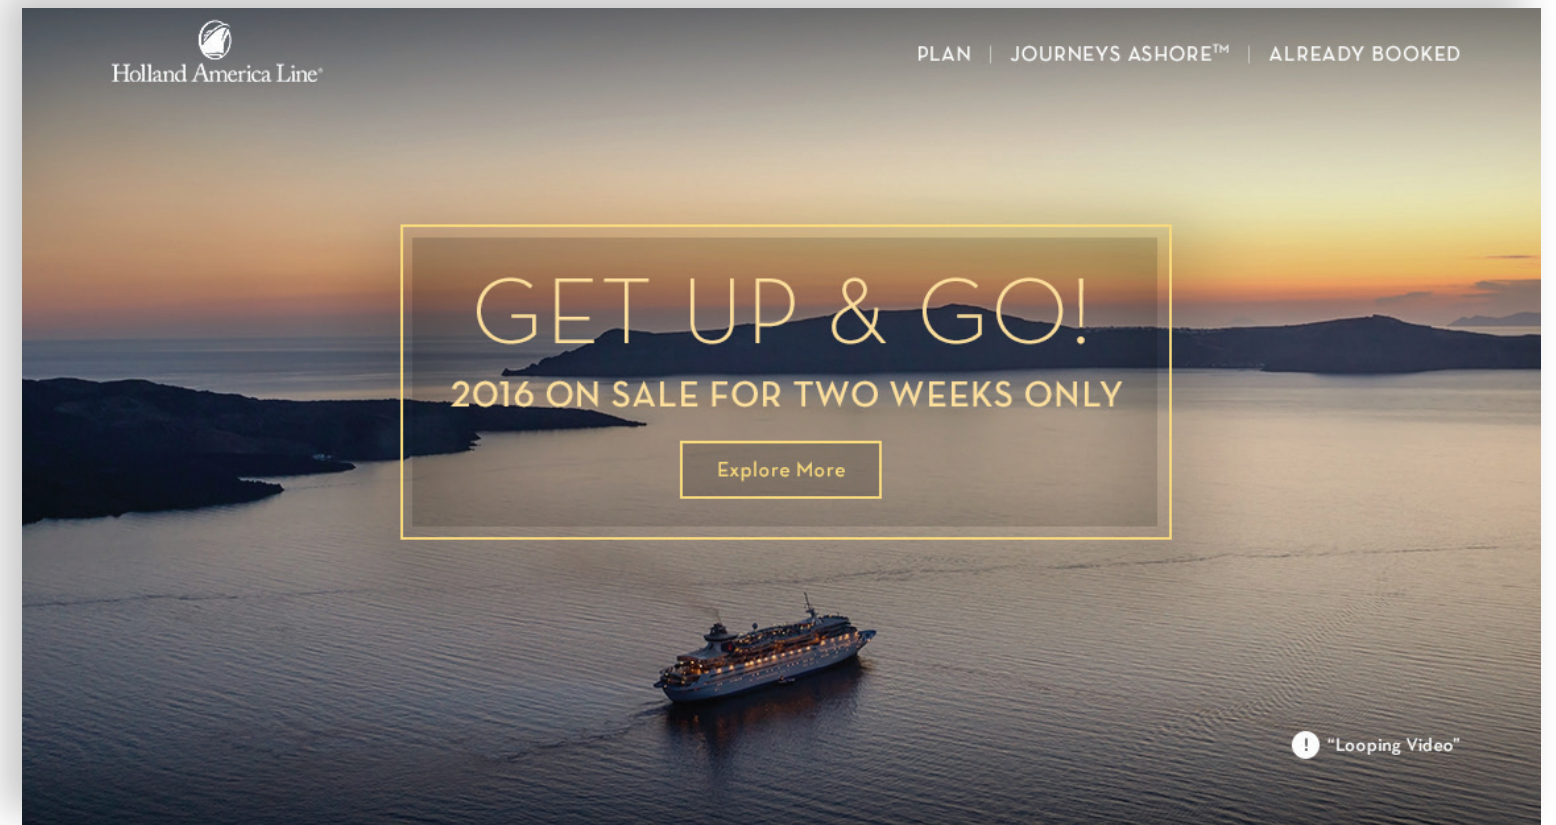 Holland America Line®
PLAN | JOURNEYS ASHORE™ | ALREADY BOOKED
GET UP & GO!
2016 ON SALE FOR TWO WEEKS ONLY
Explore More
! “Looping Video”